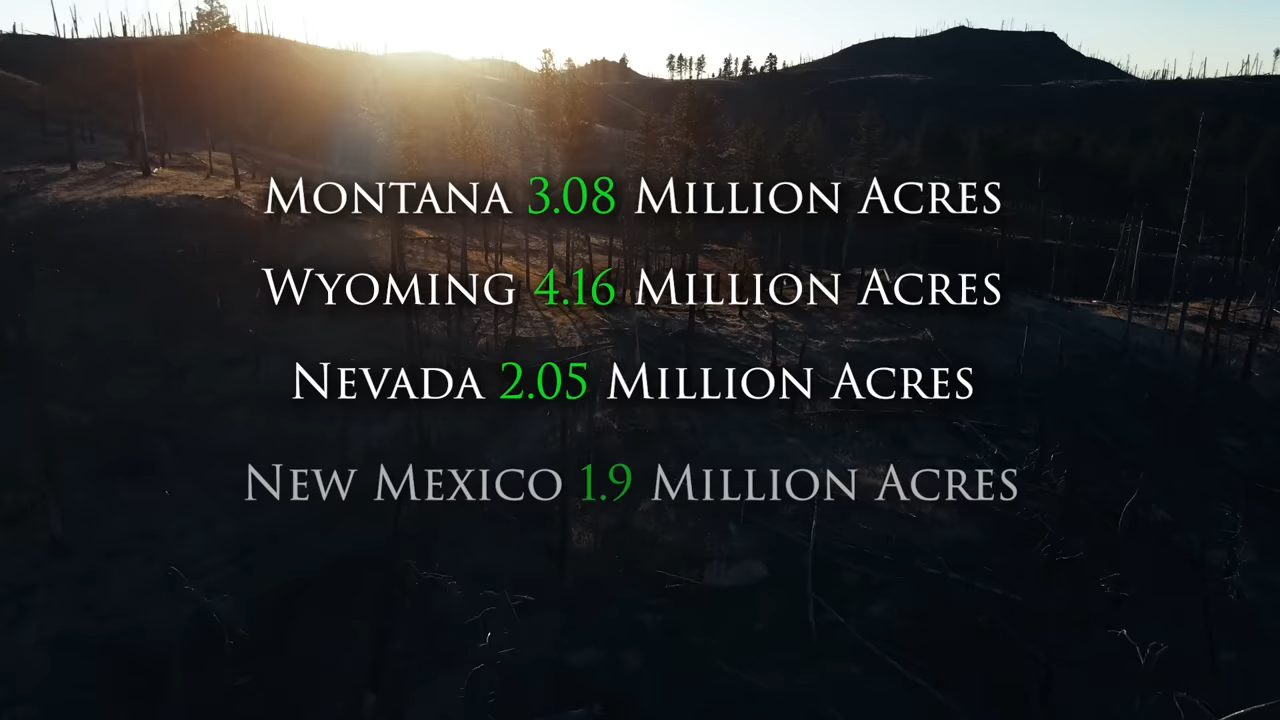 Montana 3.08 Million Acres
Wyoming 4.16 Million Acres
Nevada 2.05 Million Acres
New Mexico 1.9 Million Acres